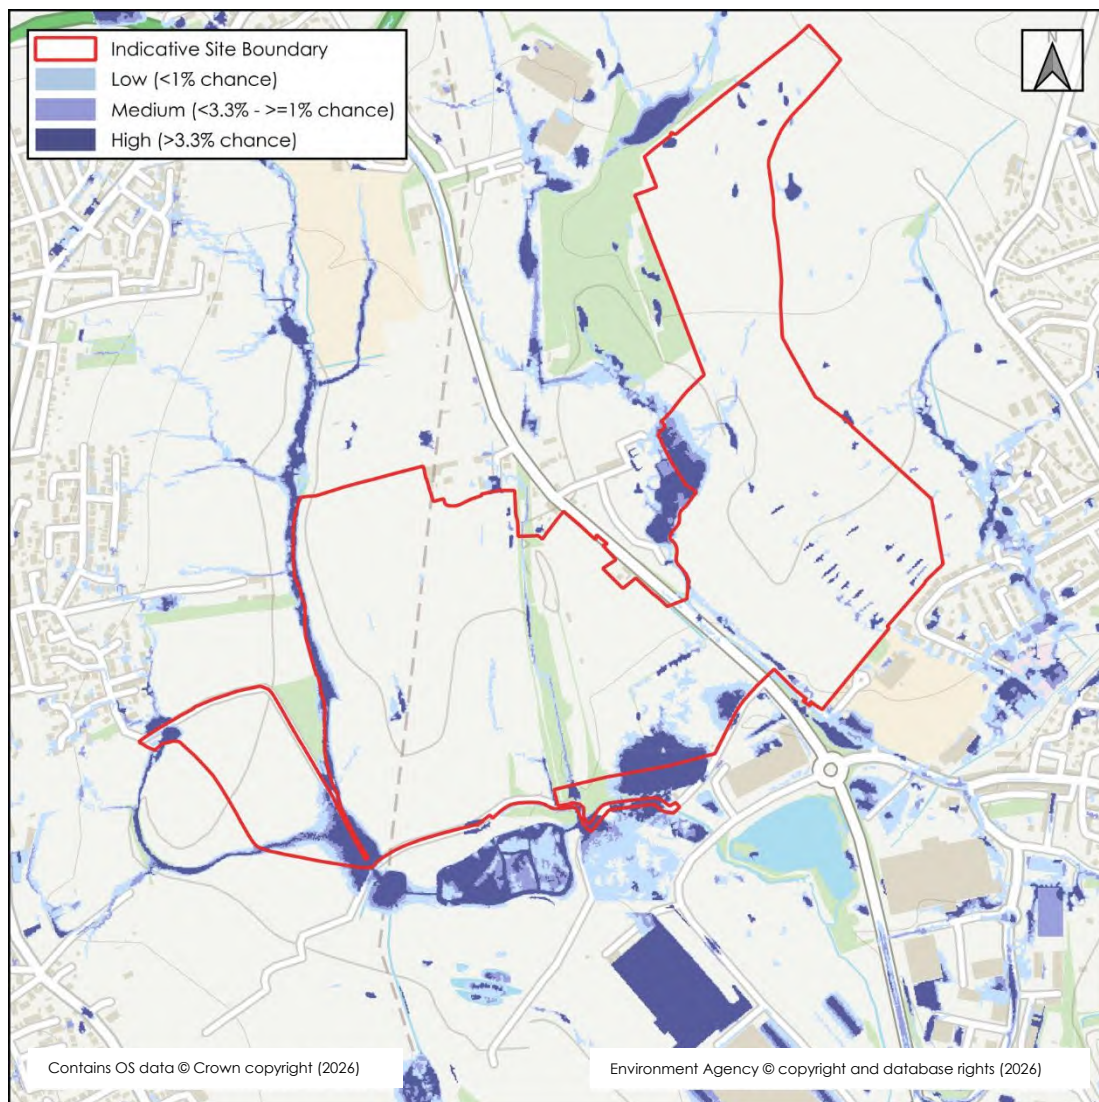 Indicative Site Boundary
Low (<1% chance)
Medium (<3.3% - >=1% chance)
High (>3.3% chance)
N
Contains OS data © Crown copyright (2026)
Environment Agency © copyright and database rights (2026)